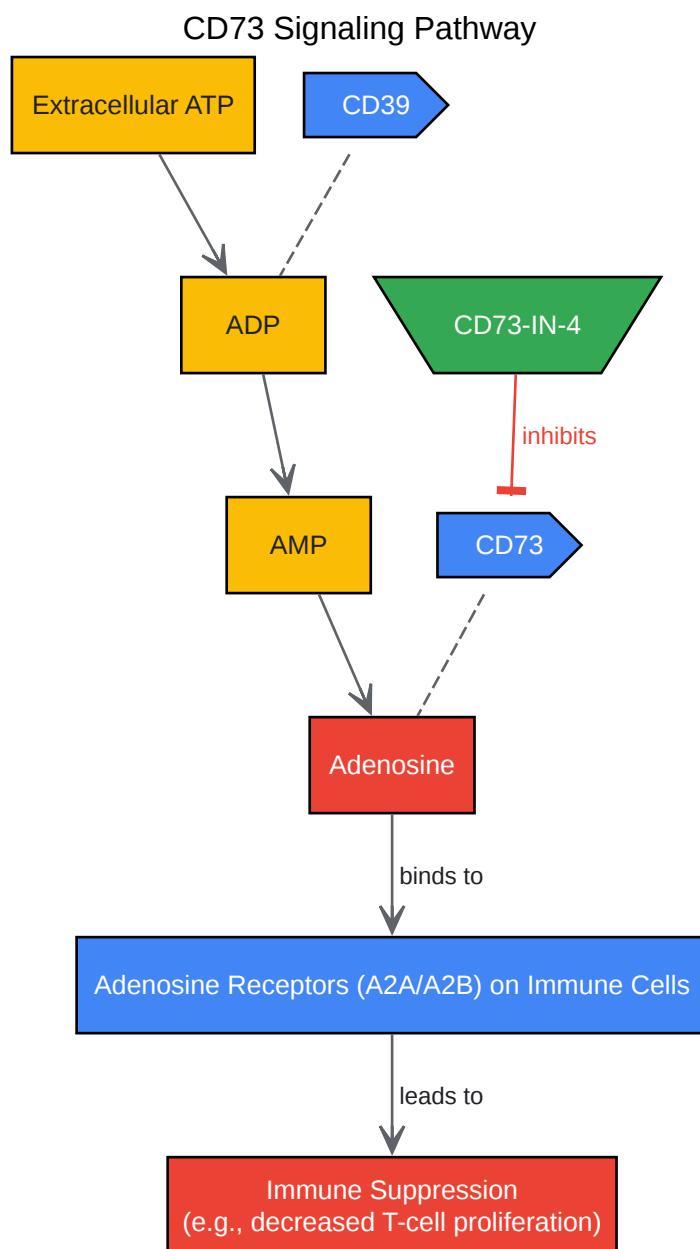 CD73 Signaling Pathway
Extracellular ATP
CD39
ADP
CD73-IN-4
inhibits
AMP
CD73
Adenosine
binds to
Adenosine Receptors (A2A/A2B) on Immune Cells
leads to
Immune Suppression
(e.g., decreased T-cell proliferation)